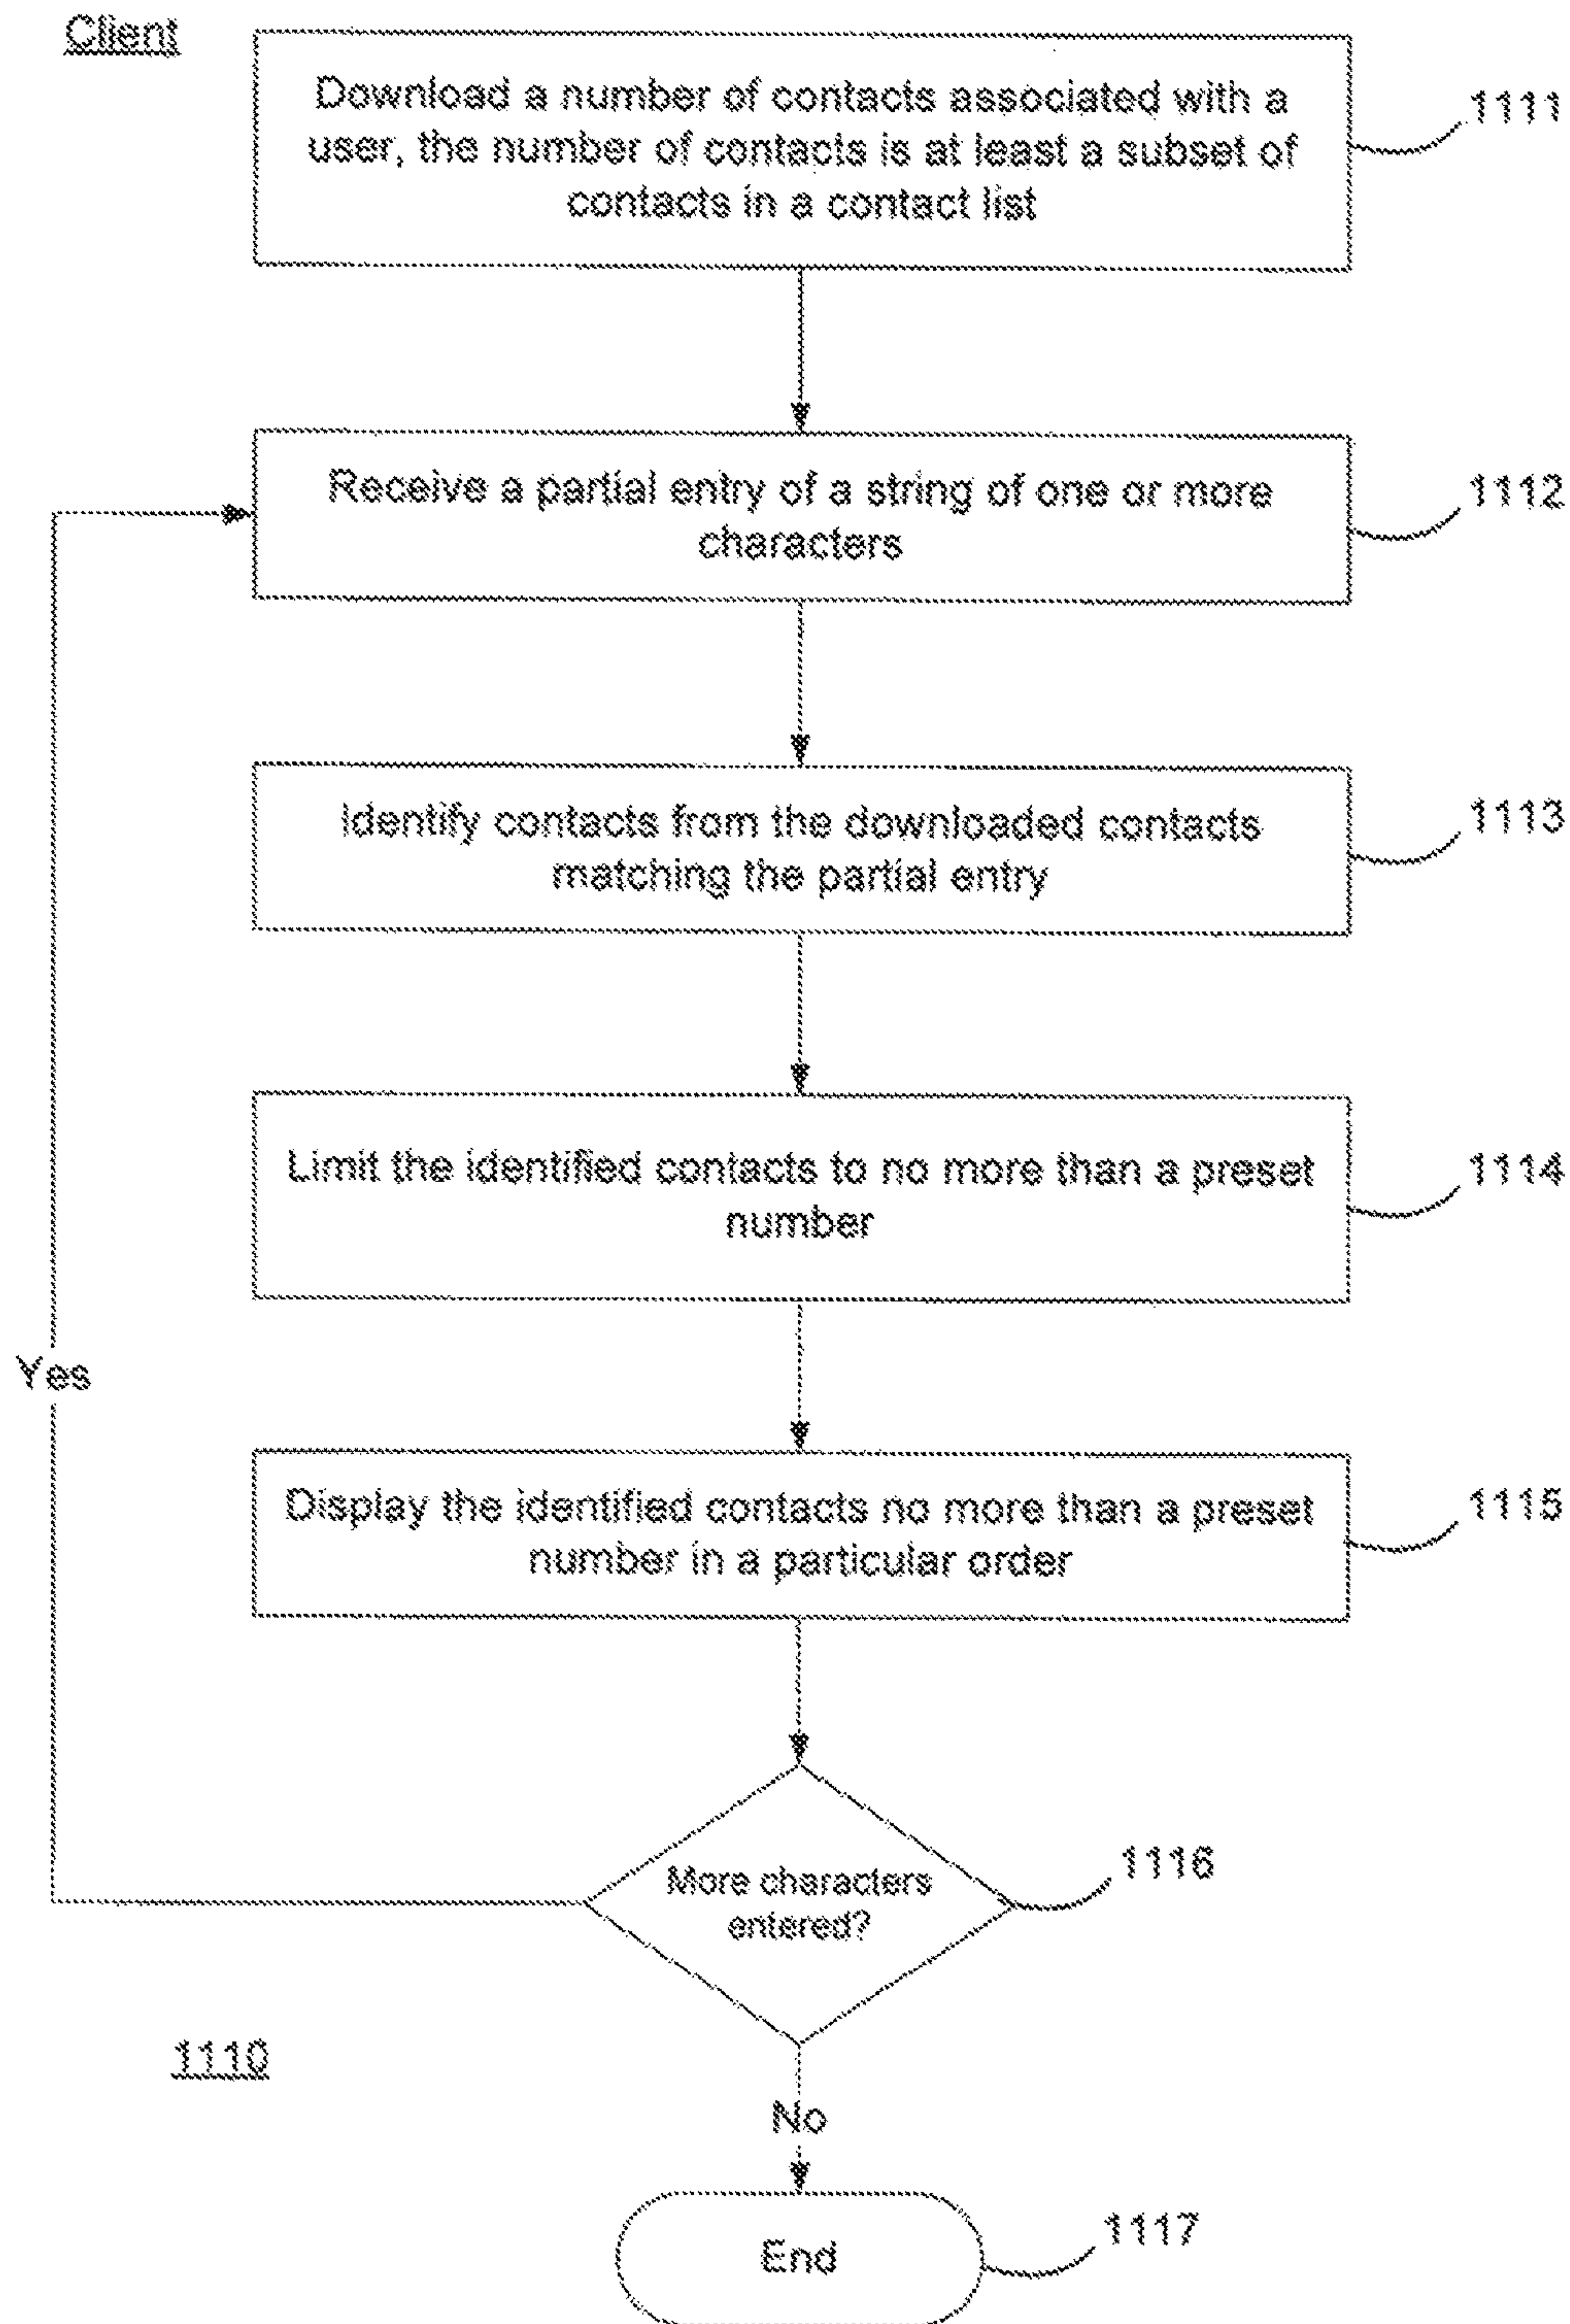 Client
Download a number of contacts associated with a
user, the number of contacts is at least a subset of
contacts in a contact list
1111
Receive a partial entry of a string of one or more
characters
1112
Identify contacts from the downloaded contacts
matching the partial entry
1113
Limit the identified contacts to no more than a preset
number
1114
Yes
Display the identified contacts no more than a preset
number in a particular order
1115
More characters
entered?
1116
1110
No
End
1117